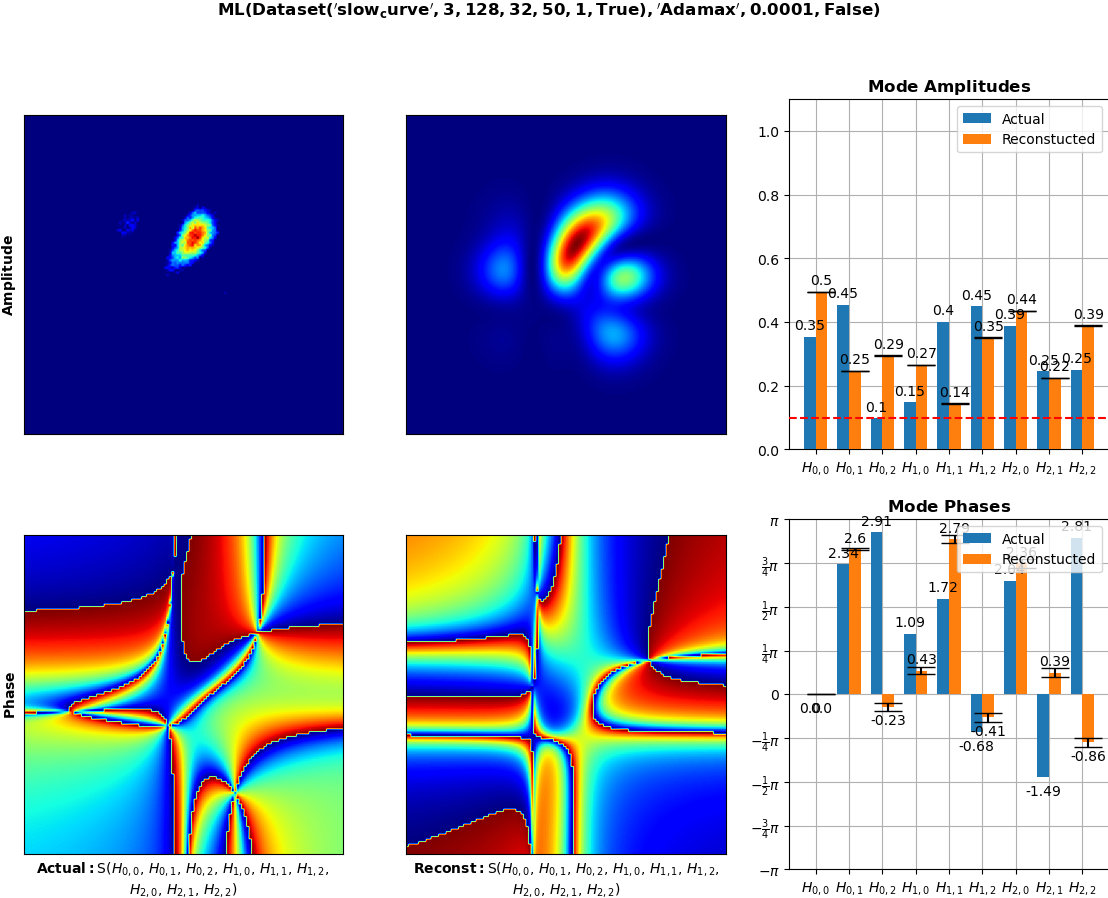 ML(Dataset('slow_curve', 3, 128, 32, 50, 1, True), 'Adamax', 0.0001, False)
Amplitude
Mode Amplitudes
Actual
Reconstucted
1.0
0.8
0.6
0.4
0.2
0.0
0.35 0.5 0.45 0.25 0.1 0.29 0.15 0.27 0.4 0.14 0.45 0.35 0.39 0.44 0.25 0.22 0.25 0.39
H0,0 H0,1 H0,2 H1,0 H1,1 H1,2 H2,0 H2,1 H2,2
Phase
Mode Phases
Actual
Reconstucted
π
3/4π
1/2π
1/4π
0
−1/4π
−1/2π
−3/4π
−π
0.0 2.34 2.6 2.91 -0.23 1.09 0.43 1.72 2.79 -0.68 -0.41 2.36 -1.49 0.39 2.81 -0.86
H0,0 H0,1 H0,2 H1,0 H1,1 H1,2 H2,0 H2,1 H2,2
Actual: S(H0,0, H0,1, H0,2, H1,0, H1,1, H1,2,
H2,0, H2,1, H2,2)
Reconst: S(H0,0, H0,1, H0,2, H1,0, H1,1, H1,2,
H2,0, H2,1, H2,2)